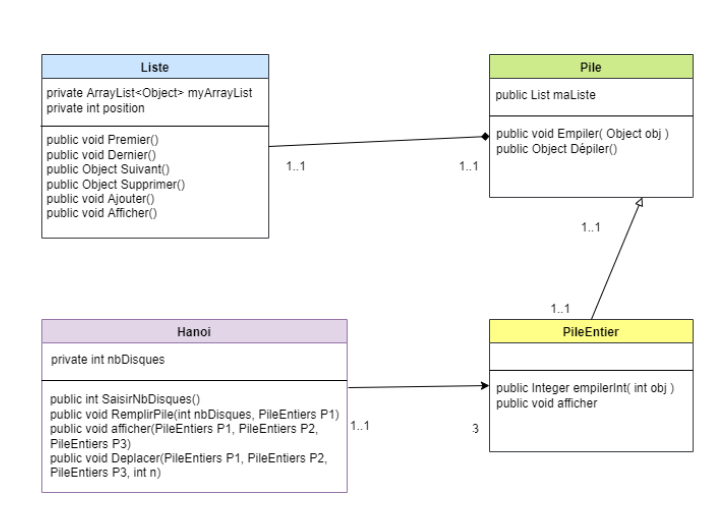 Liste
private ArrayList<Object> myArrayList
private int position
public void Premier()
public void Dernier()
public Object Suivant()
public Object Supprimer()
public void Ajouter()
public void Afficher()
Pile
public List maListe
public void Empiler( Object obj )
public Object Dépiler()
1..1
1..1
1..1
1..1
Hanoi
private int nbDisques
public int SaisirNbDisques()
public void RemplirPile(int nbDisques, PileEntiers P1)
public void afficher(PileEntiers P1, PileEntiers P2,
PileEntiers P3)
public void Deplacer(PileEntiers P1, PileEntiers P2,
PileEntiers P3, int n)
PileEntier
public Integer empilerInt( int obj )
public void afficher
1..1
3